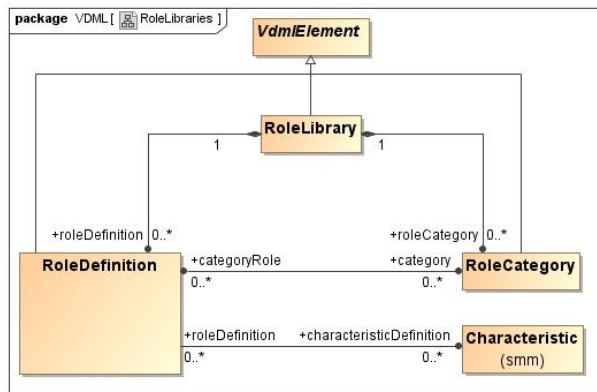 package VDML [ RoleLibraries ]
VdmlElement
RoleLibrary
1
1
+roleDefinition 0..*
+roleCategory 0..*
RoleDefinition
+categoryRole
+category
0..*
0..*
RoleCategory
+roleDefinition
+characteristicDefinition
0..*
0..*
Characteristic
(smm)